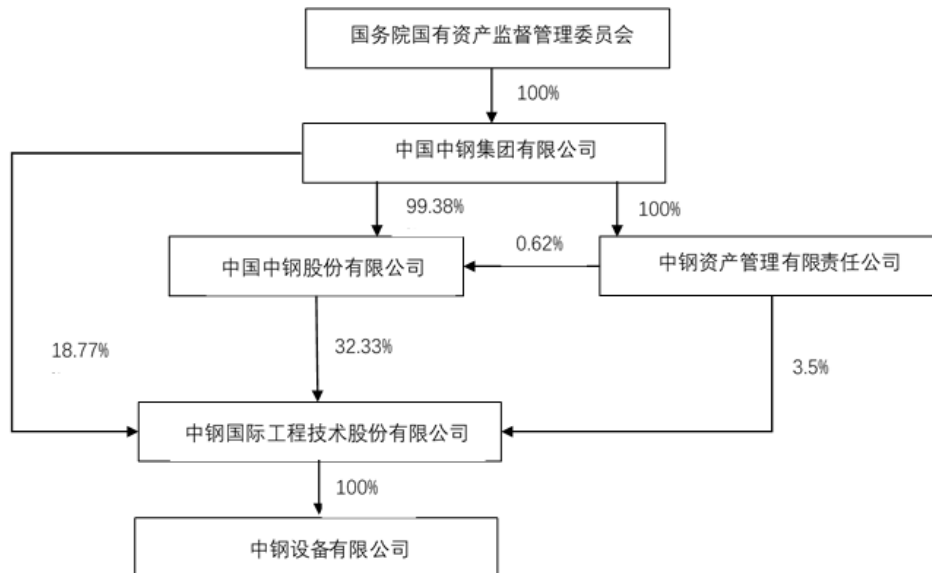 国务院国有资产监督管理委员会
100%
中国中钢集团有限公司
99.38%
100%
0.62%
中国中钢股份有限公司
中钢资产管理有限责任公司
18.77%
32.33%
3.5%
中钢国际工程技术股份有限公司
100%
中钢设备有限公司